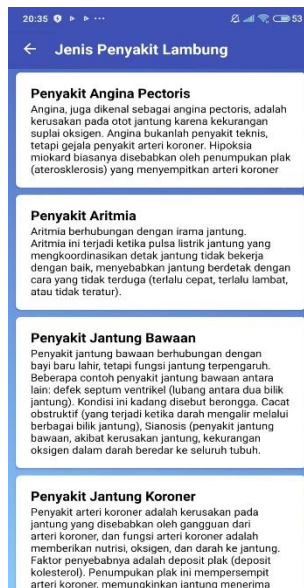 20:35
53
Jenis Penyakit Lambung
Penyakit Angina Pectoris
Angina, juga dikenal sebagai angina pectoris, adalah
kerusakan pada otot jantung karena kekurangan
suplai oksigen. Angina bukanlah penyakit teknis,
tetapi gejala penyakit arteri koroner. Hipoksia
miokard biasanya disebabkan oleh penumpukan plak
(aterosklerosis) yang menyempitkan arteri koroner
Penyakit Aritmia
Aritmia berhubungan dengan irama jantung.
Aritmia ini terjadi ketika pulsa listrik jantung yang
mengkoordinasikan detak jantung tidak bekerja
dengan baik, menyebabkan jantung berdetak dengan
cara yang tidak terduga (terlalu cepat, terlalu lambat,
atau tidak teratur).
Penyakit Jantung Bawaan
Penyakit jantung bawaan berhubungan dengan
bayi baru lahir, tetapi fungsi jantung terpengaruh.
Beberapa contoh penyakit jantung bawaan antara
lain: defek septum ventrikel (lubang antara dua bilik
jantung). Kondisi ini kadang disebut berongga. Cacat
obstruktif (yang terjadi ketika darah mengalir melalui
berbagai bilik jantung), Sianosis (penyakit jantung
bawaan, akibat kerusakan jantung, kekurangan
oksigen dalam darah beredar ke seluruh tubuh.
Penyakit Jantung Koroner
Penyakit arteri koroner adalah kerusakan pada
jantung yang disebabkan oleh gangguan dari
arteri koroner, dan fungsi arteri koroner adalah
memberikan nutrisi, oksigen, dan darah ke jantung.
Faktor penyebabnya adalah deposit plak (deposit
kolesterol). Penumpukan plak ini mempersempit
arteri koroner, memungkinkan jantung menerima